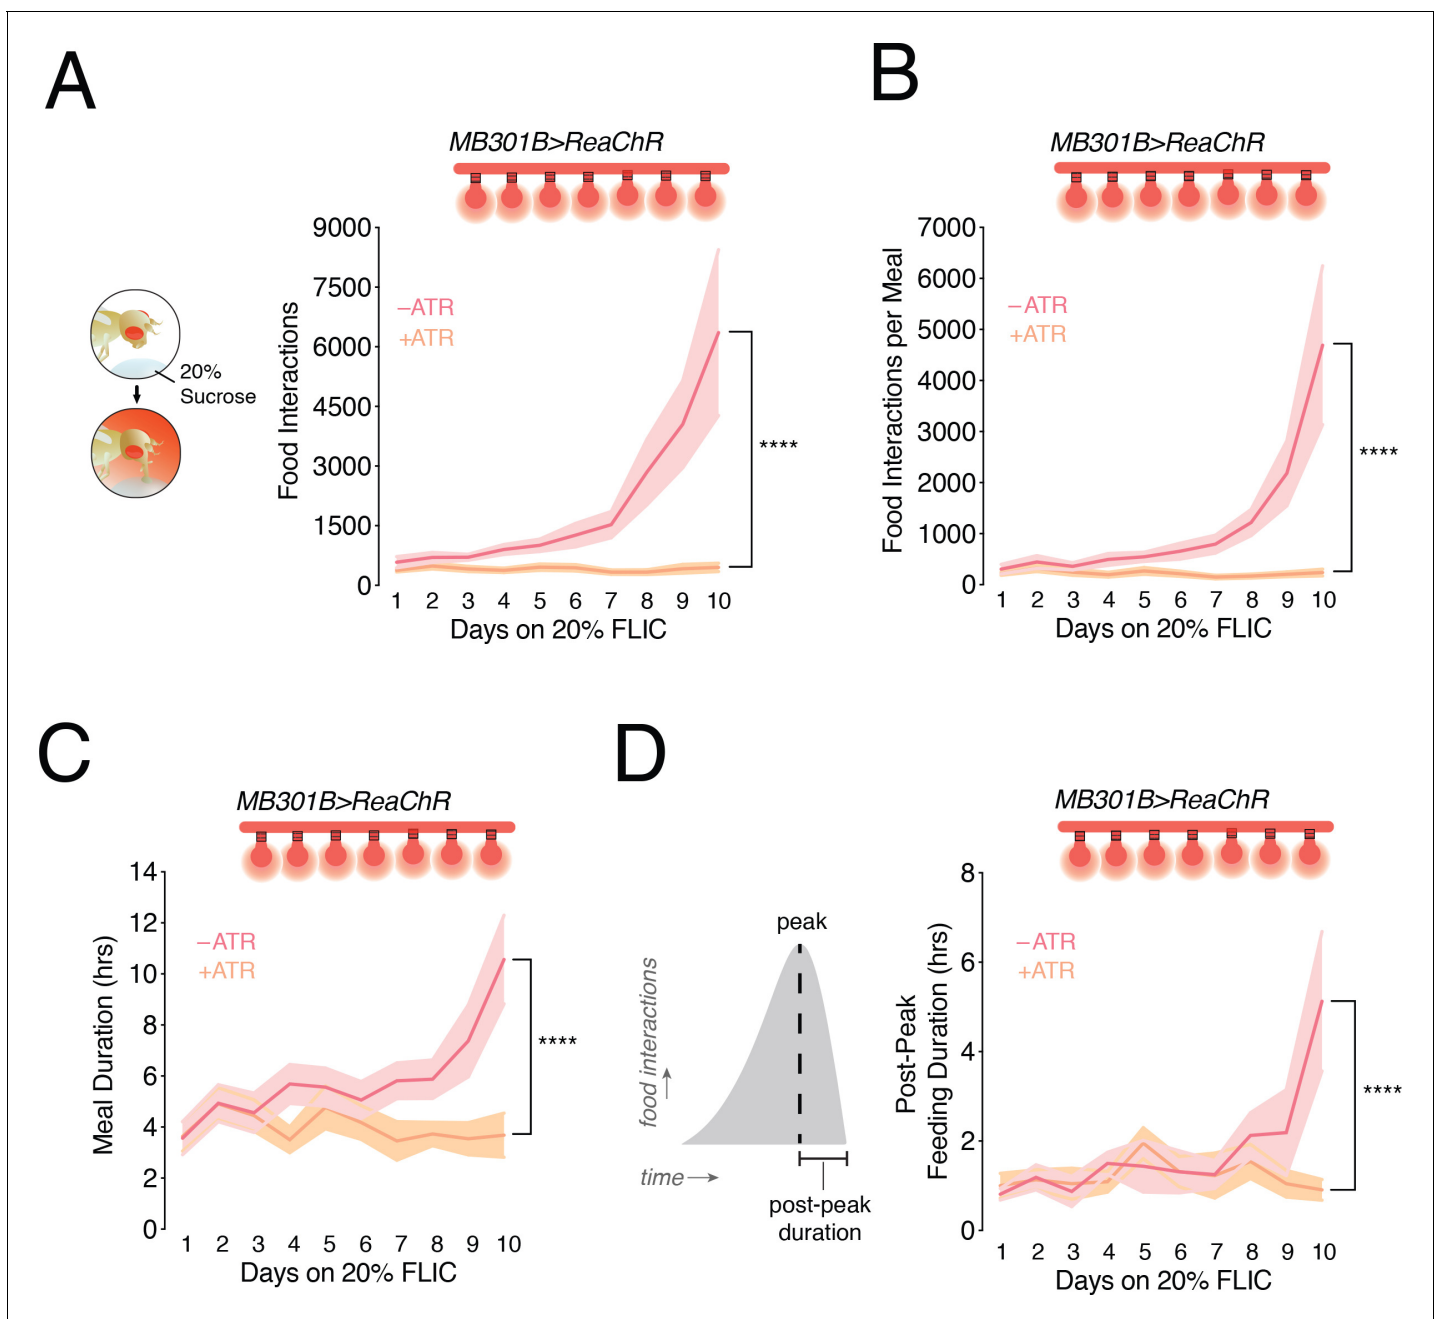 A
MB301B>ReaChR
9000
7500
6000
4500
3000
1500
0
Food Interactions
–ATR
+ATR
****
20%
Sucrose
1 2 3 4 5 6 7 8 9 10
Days on 20% FLIC
B
MB301B>ReaChR
7000
6000
5000
4000
3000
2000
1000
0
Food Interactions per Meal
–ATR
+ATR
****
1 2 3 4 5 6 7 8 9 10
Days on 20% FLIC
C
MB301B>ReaChR
14
12
10
8
6
4
2
0
Meal Duration (hrs)
–ATR
+ATR
****
1 2 3 4 5 6 7 8 9 10
Days on 20% FLIC
D
peak
food interactions
time
post-peak
duration
MB301B>ReaChR
8
6
4
2
0
Post-Peak
Feeding Duration (hrs)
–ATR
+ATR
****
1 2 3 4 5 6 7 8 9 10
Days on 20% FLIC